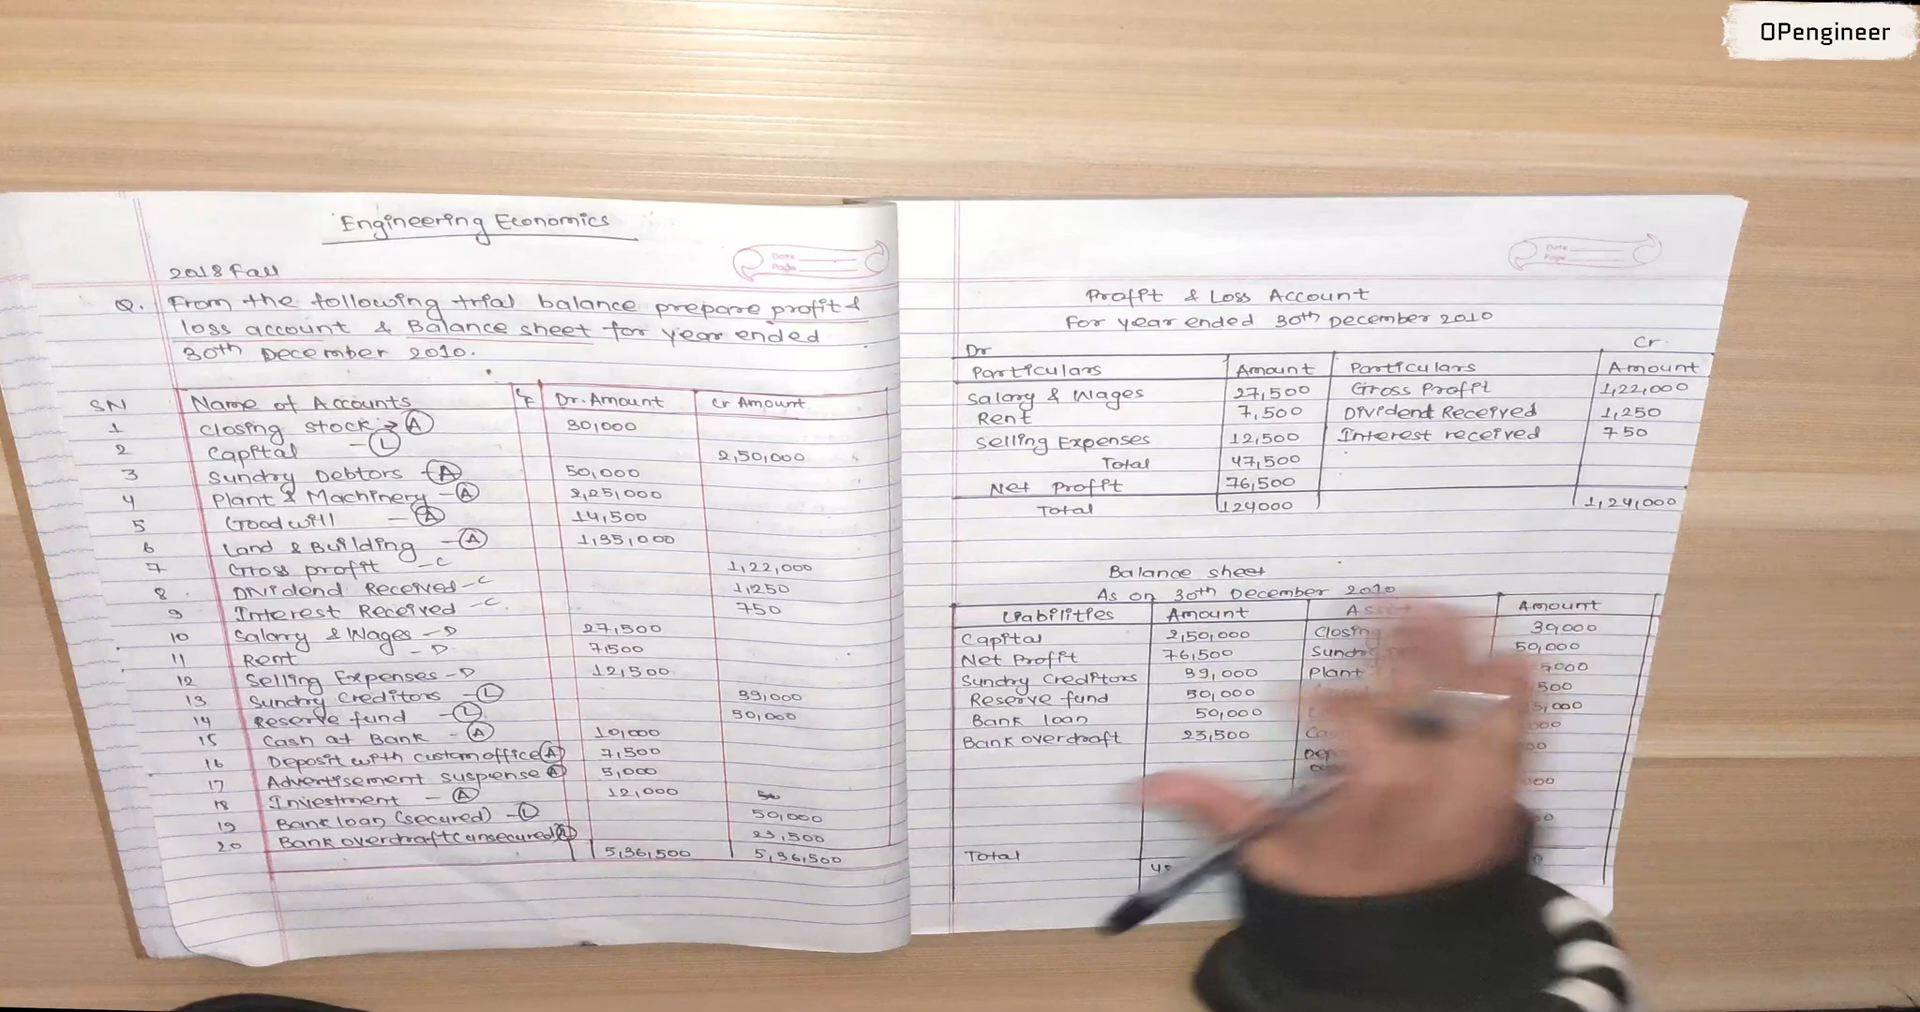 OPengineer
Engineering Economics
Date
Page
2018 Fall
Q. From the following trial balance prepare profit &
loss account & Balance sheet for year ended
30th December 2010.
SN Name of Accounts Dr. Amount Cr Amount
1 Closing stock → A 30,000
2 Capital - L 2,50,000
3 Sundry Debtors - A 50,000
4 Plant & Machinery - A 2,25,000
5 Goodwill - A 14,500
6 Land & Building - A 1,35,000
7 Gross profit - C 1,22,000
8 Dividend Received - C 1,250
9 Interest Received - C 750
10 Salary & Wages - D 27,500
11 Rent - D 7,500
12 Selling Expenses - D 12,500
13 Sundry Creditors - L 39,000
14 Reserve fund - L 50,000
15 Cash at Bank - A 10,000
16 Deposit with custom office A 7,500
17 Advertisement suspense A 5,000
18 Investment - A 12,000
19 Bank loan (secured) - L 50,000
20 Bank overdraft (unsecured) 23,500
5,36,500 5,36,500
Date
Page
Profit & Loss Account
For year ended 30th December 2010
Dr Cr
Particulars Amount Particulars Amount
Salary & Wages 27,500 Gross Profit 1,22,000
Rent 7,500 Dividend Received 1,250
Selling Expenses 12,500 Interest received 750
Total 47,500
Net Profit 76,500
Total 124000 1,24,000
Balance sheet
As on 30th December 2010
Liabilities Amount Amount
Capital 2,50,000 Closing 39,000
Net Profit 76,500 50,000
Sundry Creditors 39,000 Plant
Reserve fund 50,000
Bank loan 50,000
Bank overdraft 23,500
Total